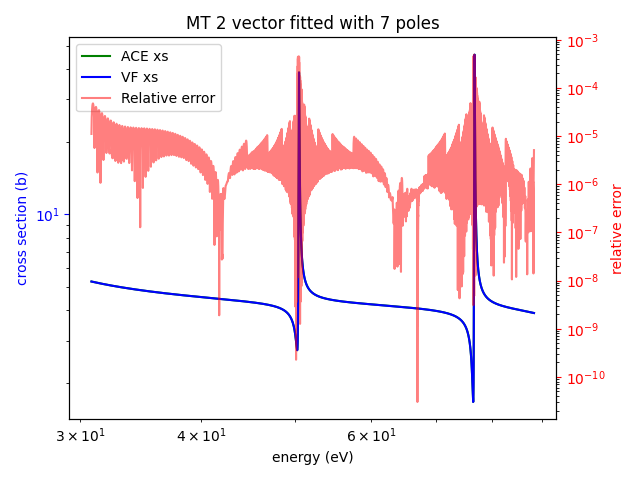 MT 2 vector fitted with 7 poles
ACE xs
VF xs
Relative error
cross section (b)
10¹
relative error
10⁻³
10⁻⁴
10⁻⁵
10⁻⁶
10⁻⁷
10⁻⁸
10⁻⁹
10⁻¹⁰
3 × 10¹
4 × 10¹
6 × 10¹
energy (eV)